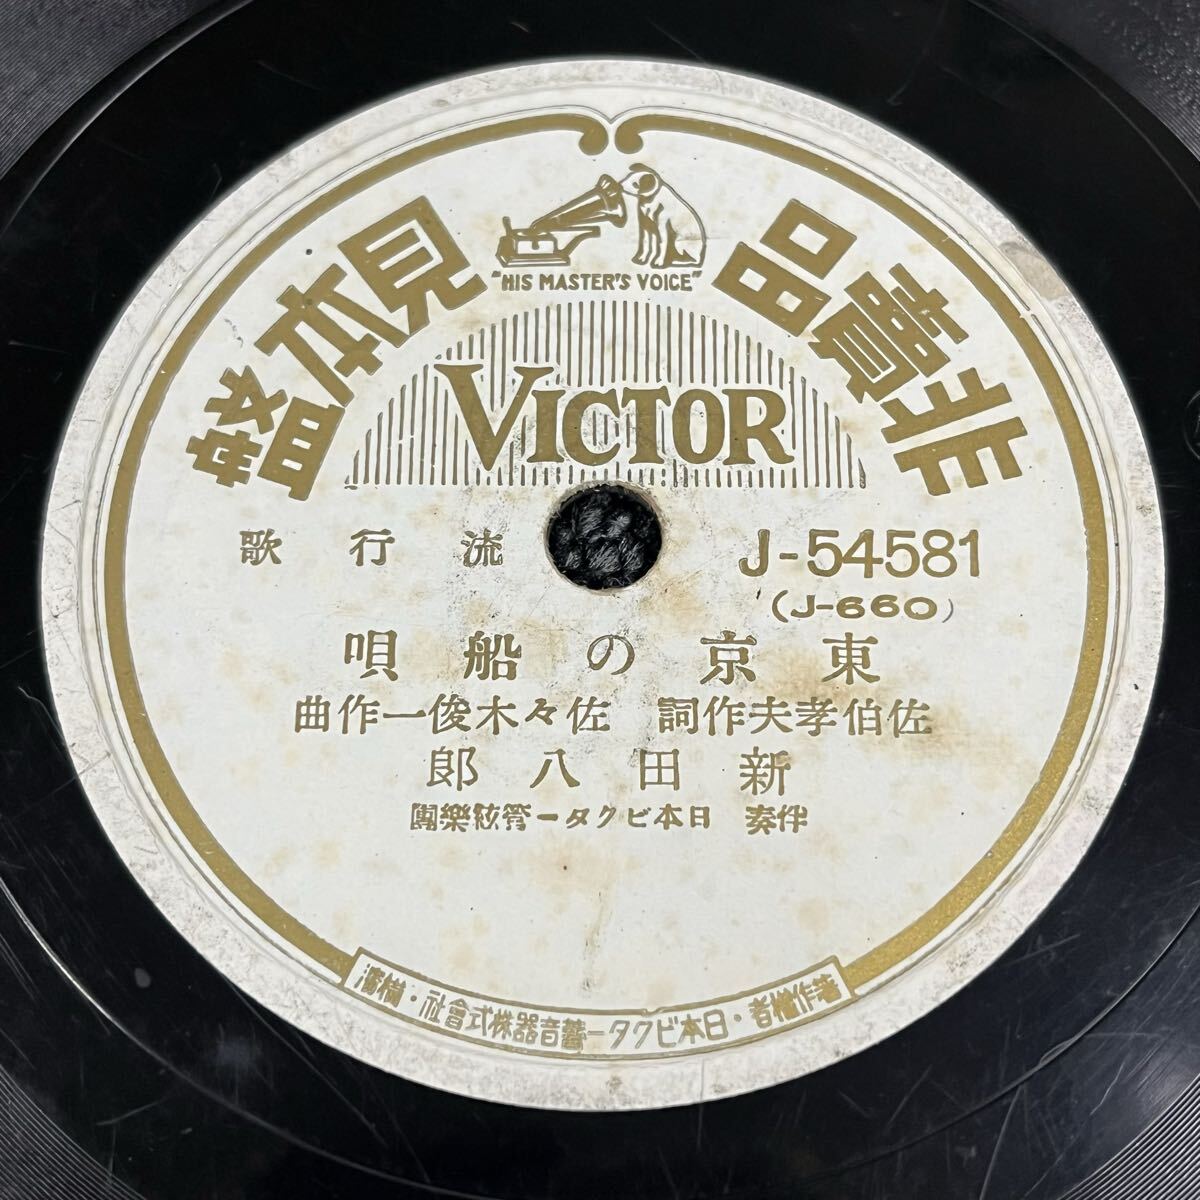 "HIS MASTER'S VOICE"
非賣品
見本盤
VICTOR
J-54581
流行歌
(J-660)
東京の船唄
佐伯孝夫作詞 佐々木俊一作曲
新田八郎
伴奏 日本ビクター管絃樂團
著作權者・日本ビクター蓄音器株式會社・横濱